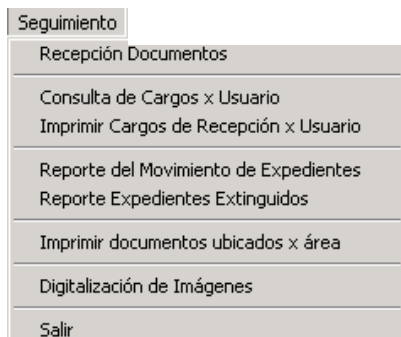 Seguimiento
Recepción Documentos
Consulta de Cargos x Usuario
Imprimir Cargos de Recepción x Usuario
Reporte del Movimiento de Expedientes
Reporte Expedientes Extinguidos
Imprimir documentos ubicados x área
Digitalización de Imágenes
Salir